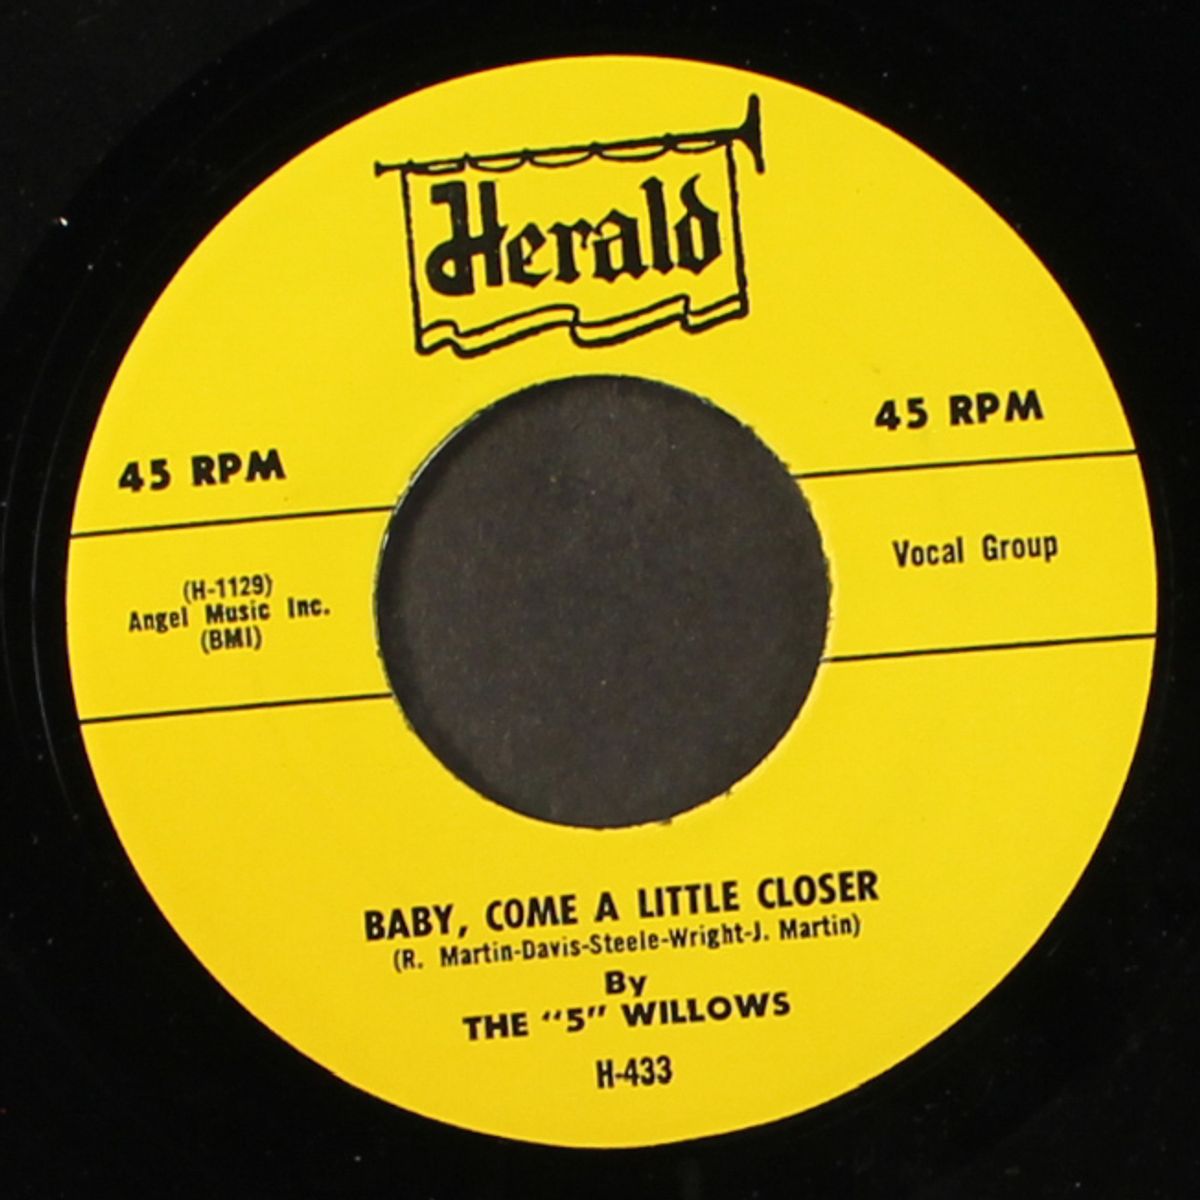 Herald
45 RPM
45 RPM
(H-1129)
Angel Music Inc.
(BMI)
Vocal Group
BABY, COME A LITTLE CLOSER
(R. Martin-Davis-Steele-Wright-J. Martin)
By
THE "5" WILLOWS
H-433